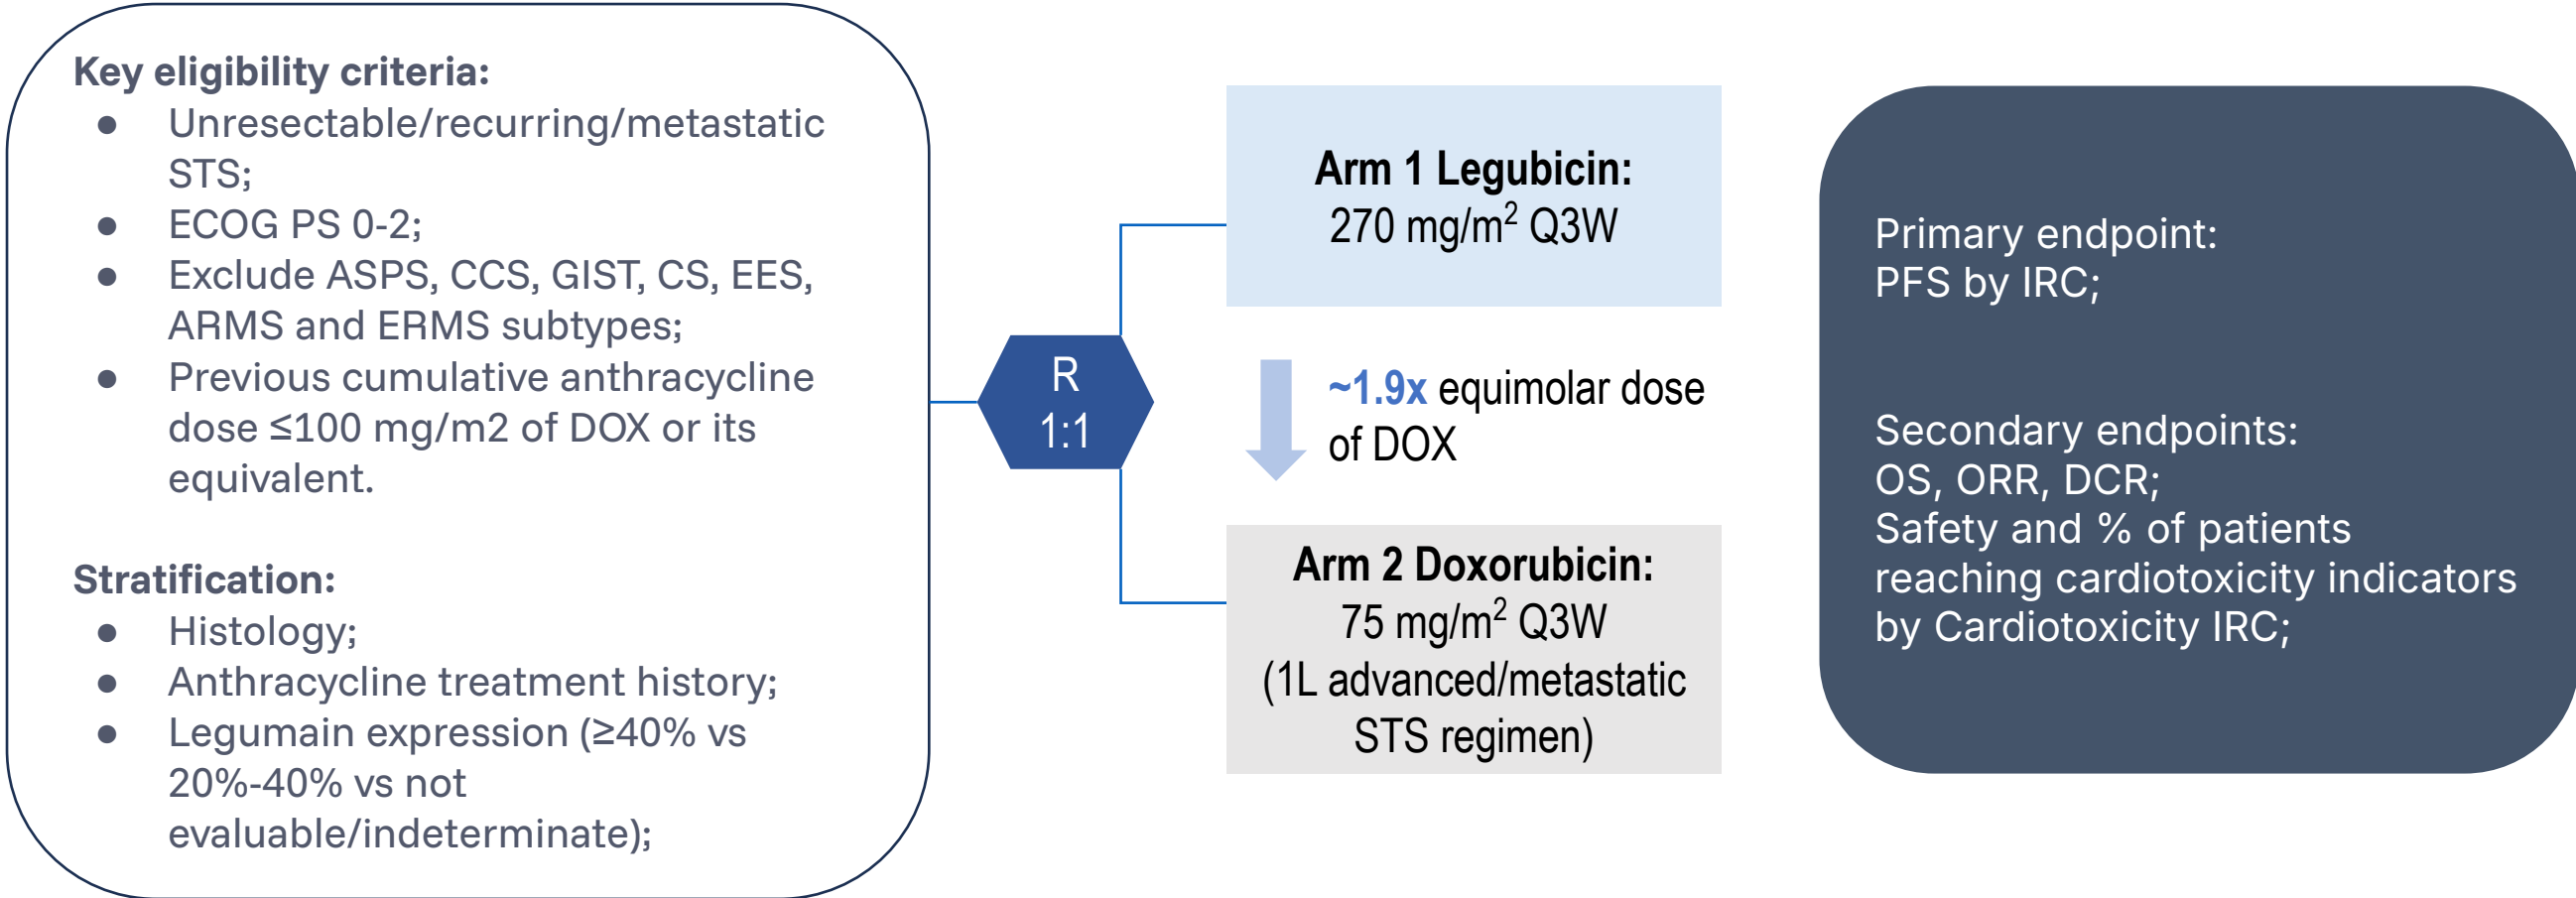 Key eligibility criteria:
● Unresectable/recurring/metastatic
STS;
● ECOG PS 0-2;
● Exclude ASPS, CCS, GIST, CS, EES,
ARMS and ERMS subtypes;
● Previous cumulative anthracycline
dose ≤100 mg/m2 of DOX or its
equivalent.
Stratification:
● Histology;
● Anthracycline treatment history;
● Legumain expression (≥40% vs
20%-40% vs not
evaluable/indeterminate);
R
1:1
Arm 1 Legubicin:
270 mg/m² Q3W
~1.9x equimolar dose
of DOX
Arm 2 Doxorubicin:
75 mg/m² Q3W
(1L advanced/metastatic
STS regimen)
Primary endpoint:
PFS by IRC;
Secondary endpoints:
OS, ORR, DCR;
Safety and % of patients
reaching cardiotoxicity indicators
by Cardiotoxicity IRC;